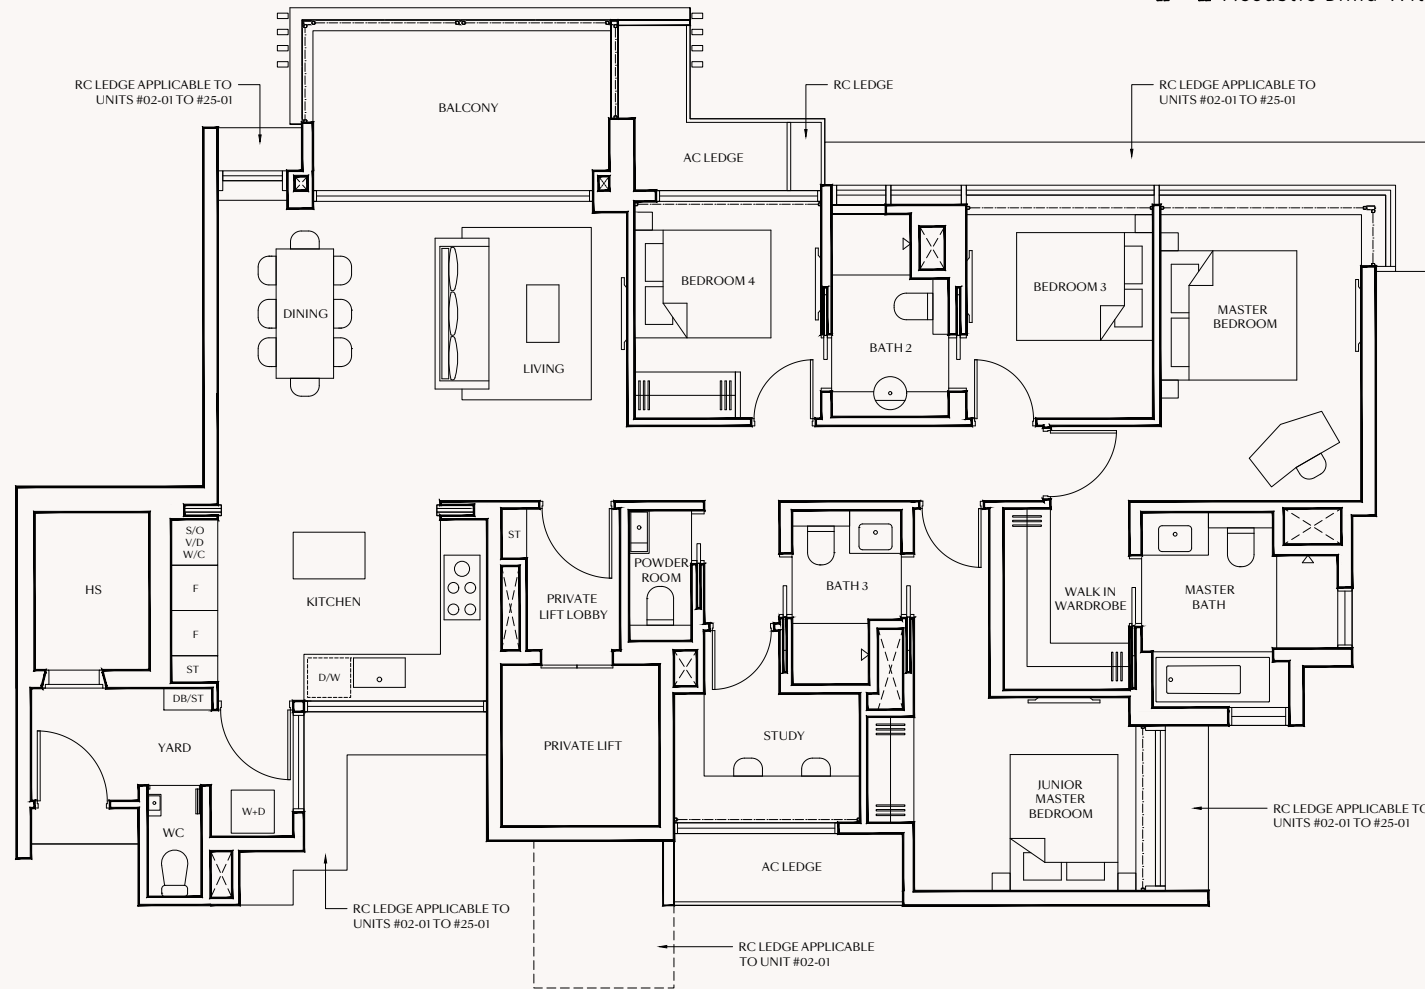 RC LEDGE APPLICABLE TO
UNITS #02-01 TO #25-01
BALCONY
RC LEDGE
RC LEDGE APPLICABLE TO
UNITS #02-01 TO #25-01
AC LEDGE
DINING
LIVING
BEDROOM 4
BATH 2
BEDROOM 3
MASTER
BEDROOM
S/O
V/D
W/C
F
F
ST
DB/ST
HS
KITCHEN
D/W
ST
PRIVATE
LIFT LOBBY
POWDER
ROOM
BATH 3
WALK IN
WARDROBE
MASTER
BATH
YARD
W+D
WC
PRIVATE LIFT
STUDY
JUNIOR
MASTER
BEDROOM
AC LEDGE
RC LEDGE APPLICABLE TO
UNITS #02-01 TO #25-01
RC LEDGE APPLICABLE TO
UNITS #02-01 TO #25-01
RC LEDGE APPLICABLE
TO UNIT #02-01